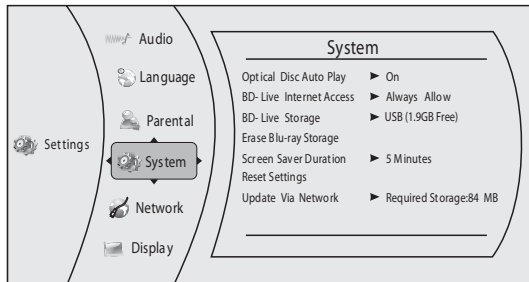 Settings
Audio
Language
Parental
System
Network
Display
System
Optical Disc Auto Play ► On
BD- Live Internet Access ► Always Allow
BD- Live Storage ► USB (1.9GB Free)
Erase Blu-ray Storage
Screen Saver Duration ► 5 Minutes
Reset Settings
Update Via Network ► Required Storage:84 MB